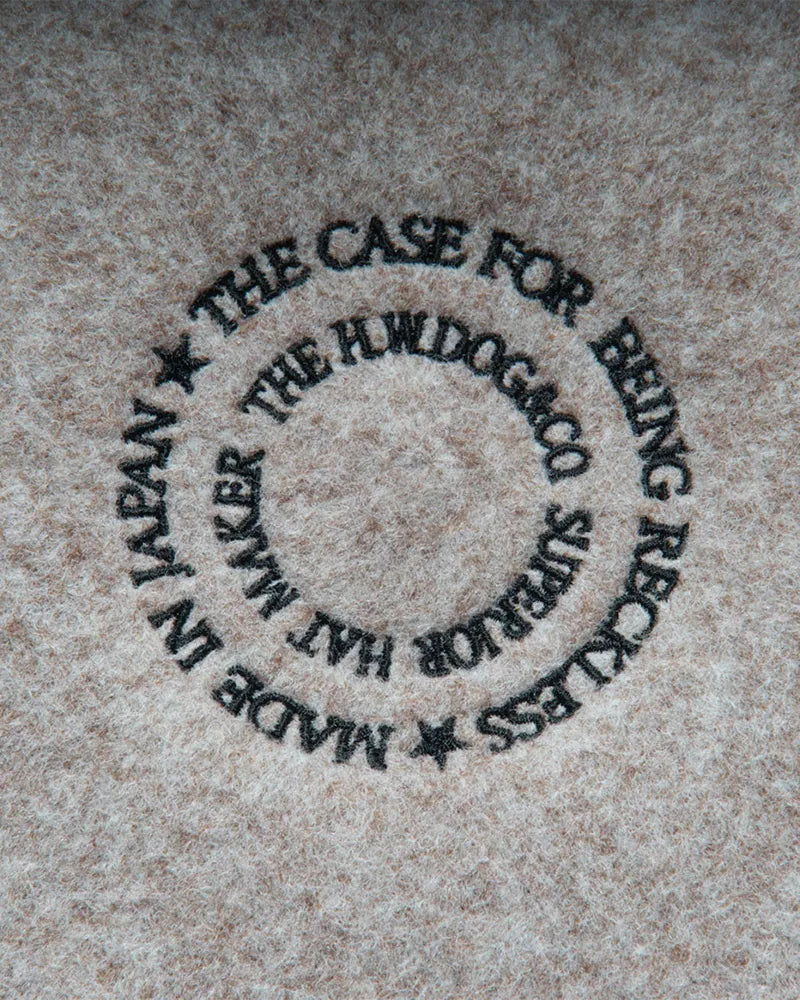 ★ THE CASE FOR BEING RECKLESS ★ MADE IN JAPAN
THE H.W.DOG&CO SUPERIOR HAT MAKER